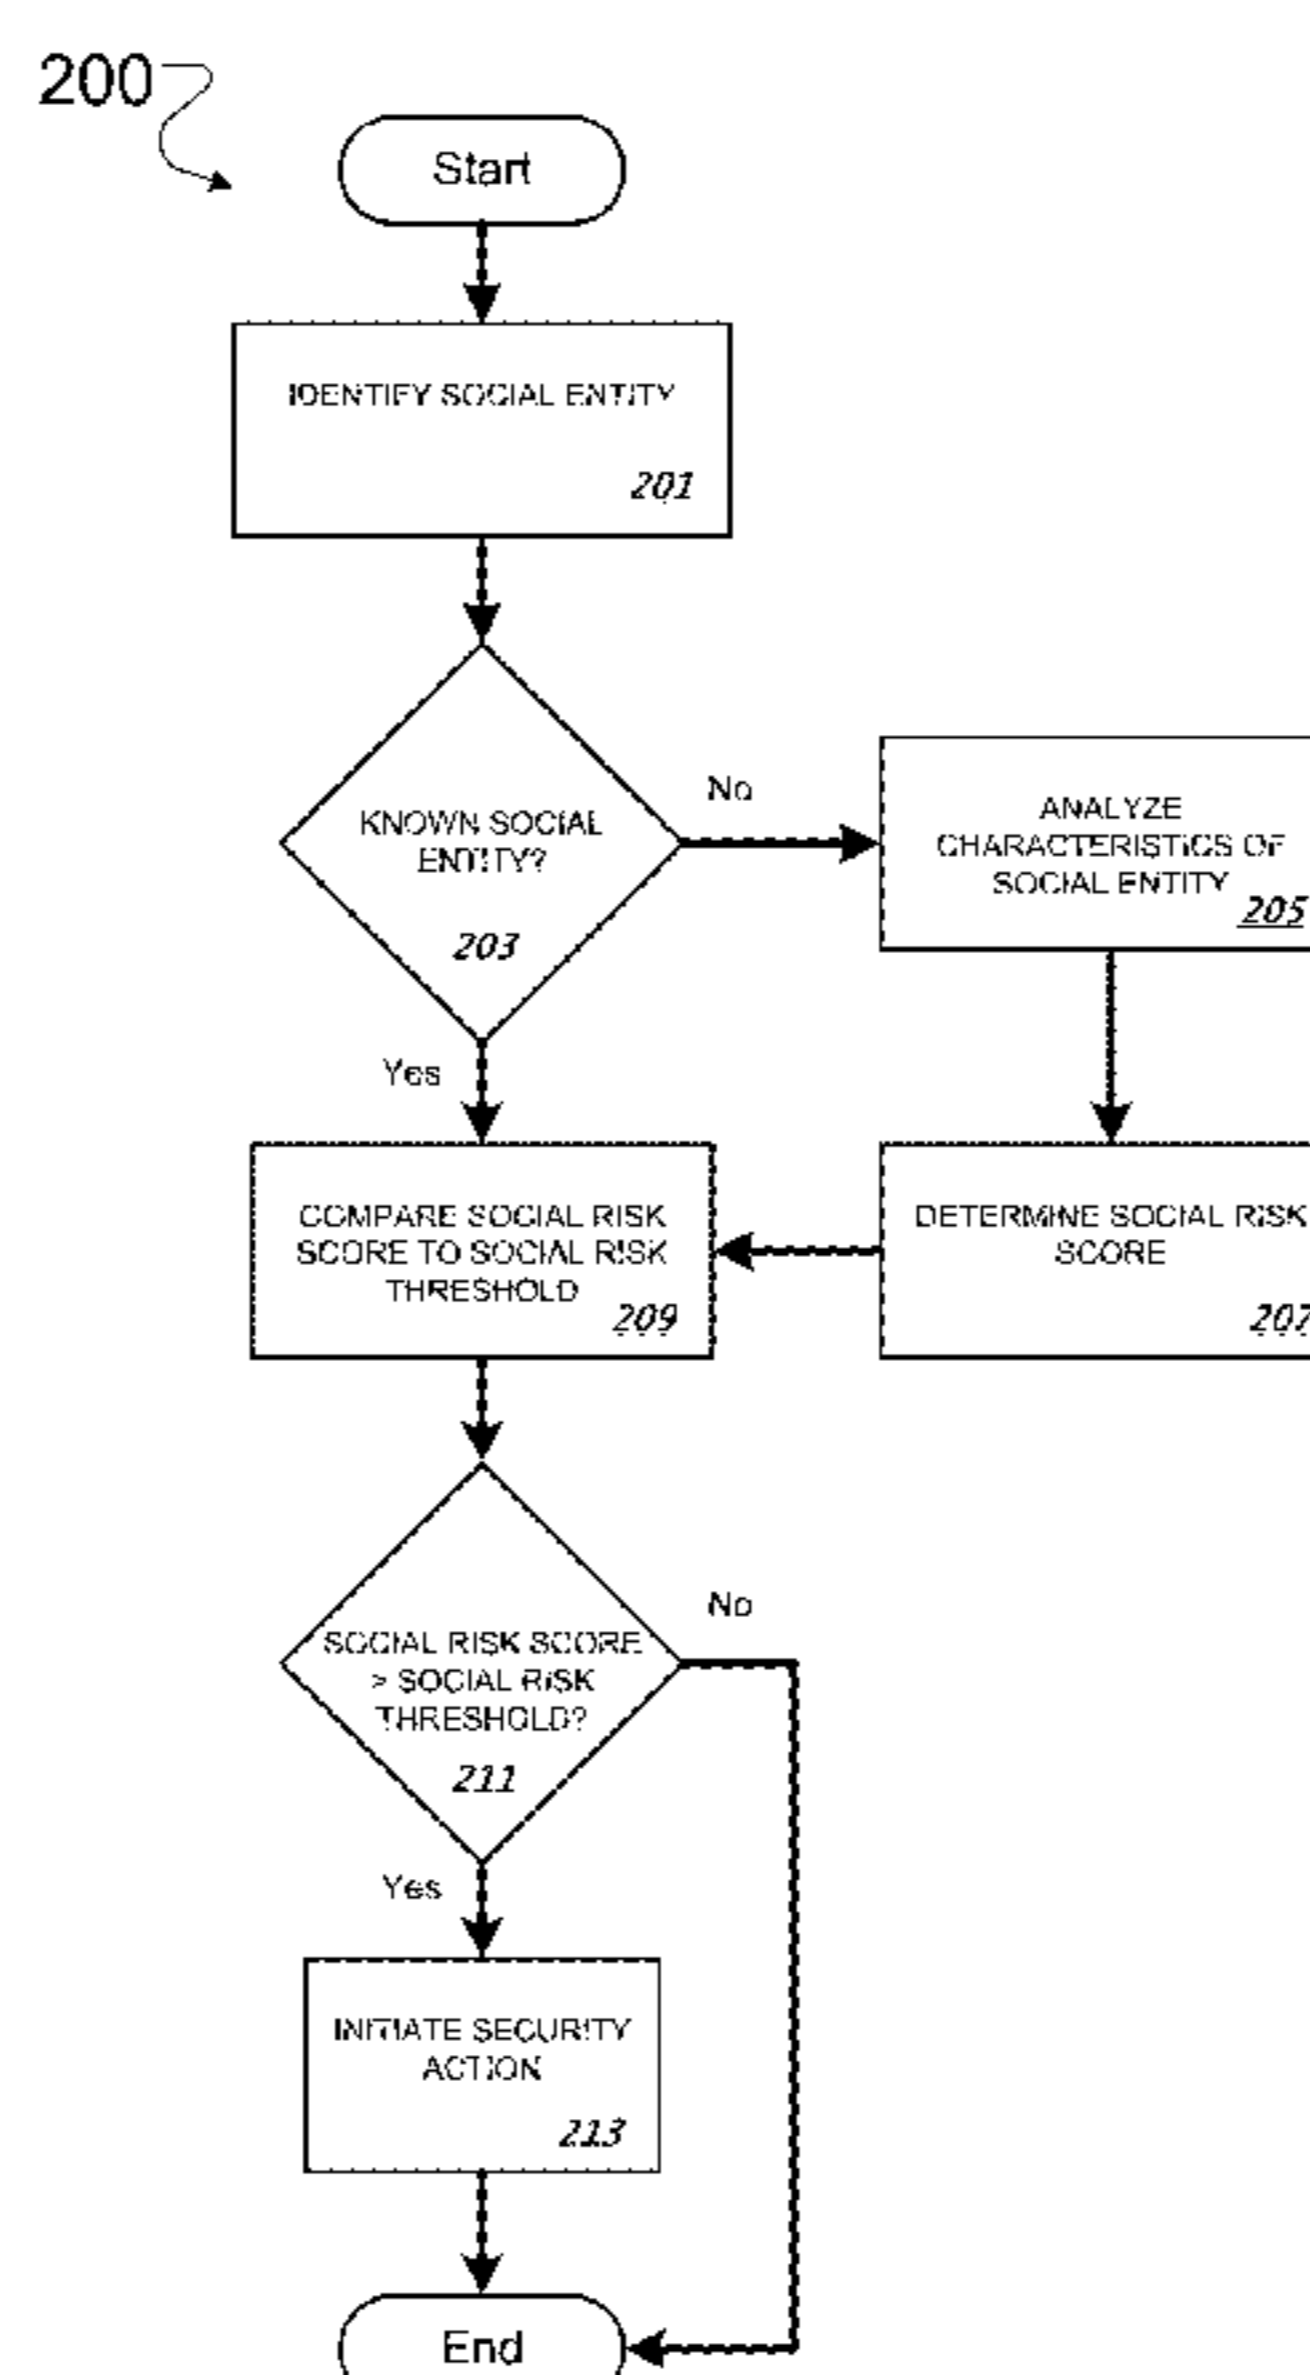 200
Start
IDENTIFY SOCIAL ENTITY
201
KNOWN SOCIAL
ENTITY?
203
No
ANALYZE
CHARACTERISTICS OF
SOCIAL ENTITY
205
Yes
COMPARE SOCIAL RISK
SCORE TO SOCIAL RISK
THRESHOLD
209
DETERMINE SOCIAL RISK
SCORE
207
SOCIAL RISK SCORE
> SOCIAL RISK
THRESHOLD?
211
No
Yes
INITIATE SECURITY
ACTION
213
End